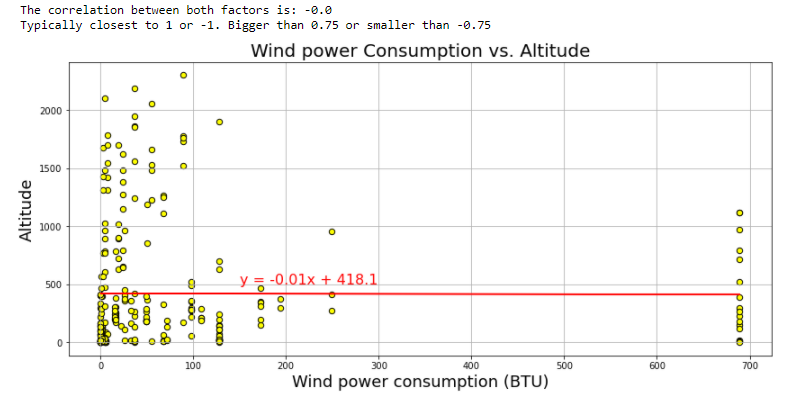 The correlation between both factors is: -0.0
Typically closest to 1 or -1. Bigger than 0.75 or smaller than -0.75
Wind power Consumption vs. Altitude
2000
1500
1000
500
0
Altitude
y = -0.01x + 418.1
0 100 200 300 400 500 600 700
Wind power consumption (BTU)